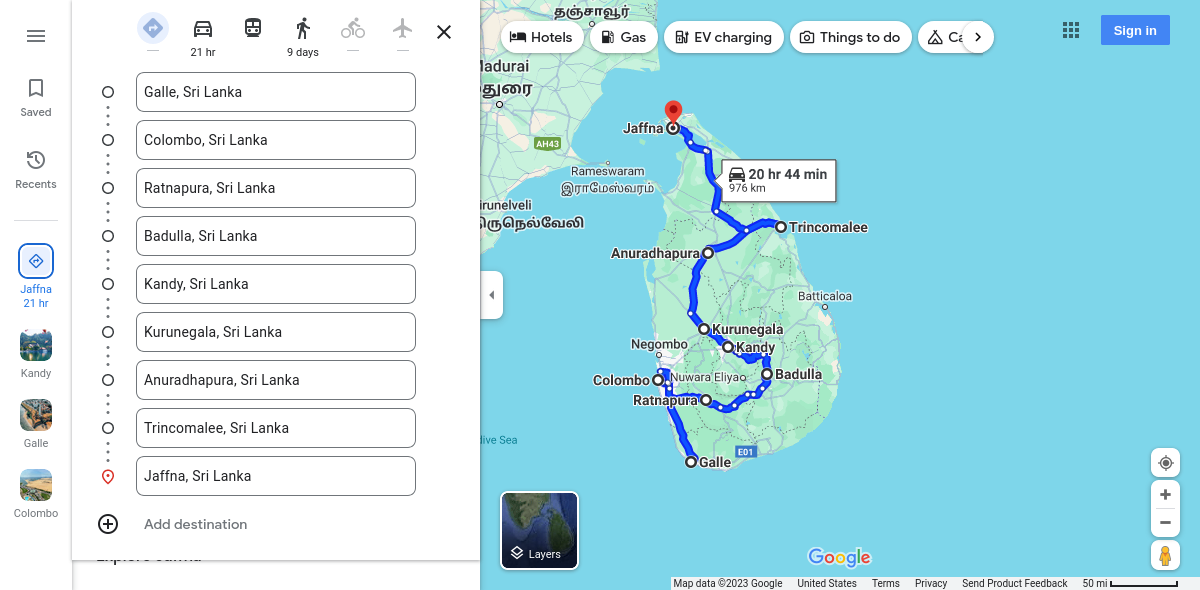 Saved
Recents
Jaffna
21 hr
Kandy
Galle
Colombo
21 hr
9 days
Galle, Sri Lanka
Colombo, Sri Lanka
Ratnapura, Sri Lanka
Badulla, Sri Lanka
Kandy, Sri Lanka
Kurunegala, Sri Lanka
Anuradhapura, Sri Lanka
Trincomalee, Sri Lanka
Jaffna, Sri Lanka
Add destination
Hotels
Gas
EV charging
Things to do
Ca
Sign in
தஞ்சாவூர்
Madurai
துரை
AH43
Jaffna
Rameswaram
இராமேஸ்வரம்
20 hr 44 min
976 km
irunelveli
ிருநெல்வேலி
Trincomalee
Anuradhapura
Batticaloa
Kurunegala
Negombo
Kandy
Colombo
Nuwara Eliya
Badulla
Ratnapura
dive Sea
E01
Galle
Layers
Google
Map data ©2023 Google United States Terms Privacy Send Product Feedback 50 mi